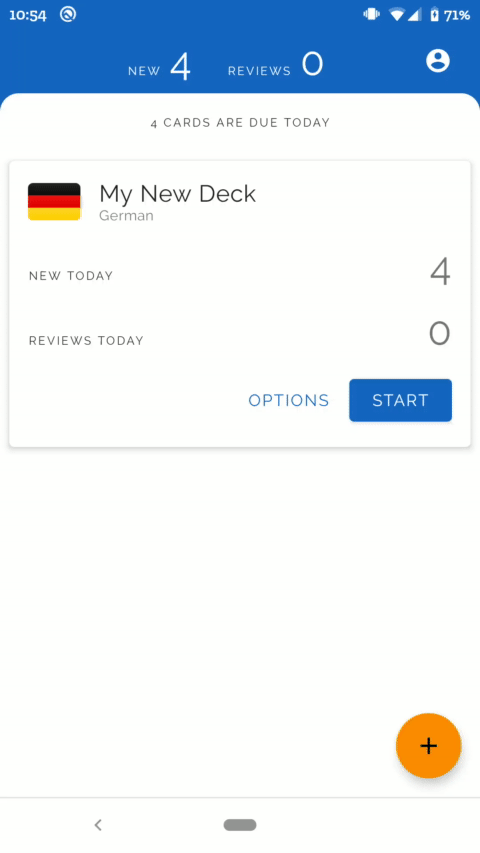 10:54 71%
NEW 4 REVIEWS 0
4 CARDS ARE DUE TODAY
My New Deck
German
NEW TODAY 4
REVIEWS TODAY 0
OPTIONS START
+